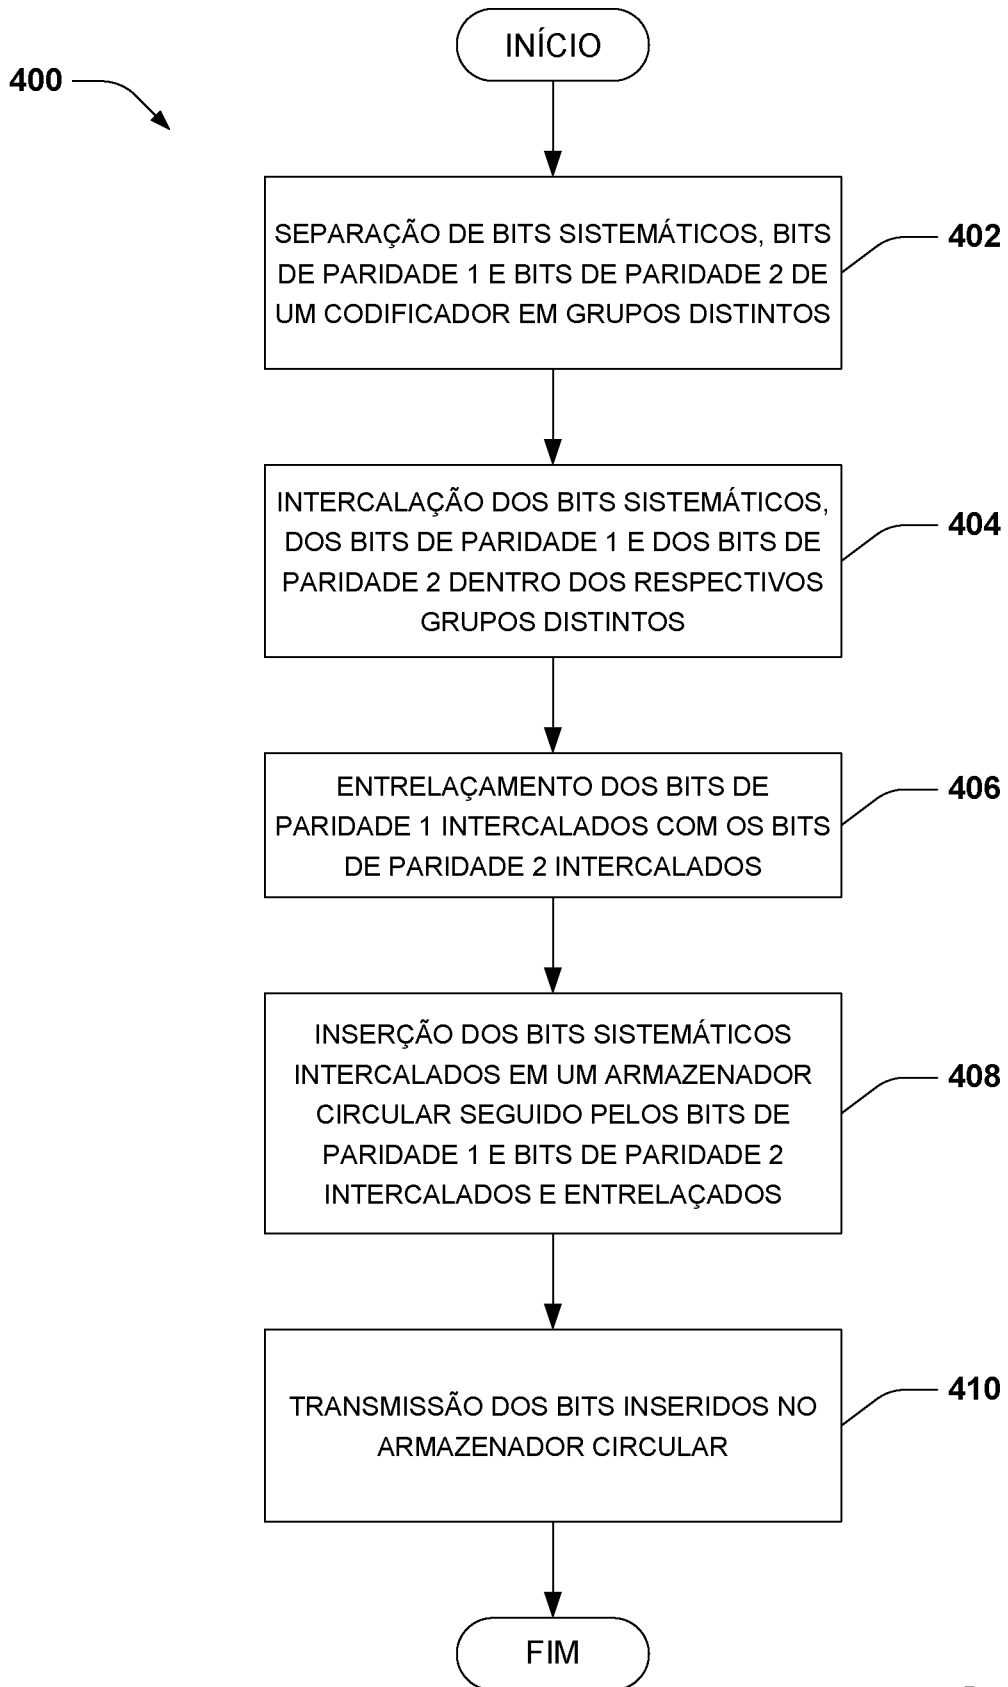 INÍCIO
400
SEPARAÇÃO DE BITS SISTEMÁTICOS, BITS
DE PARIDADE 1 E BITS DE PARIDADE 2 DE
UM CODIFICADOR EM GRUPOS DISTINTOS
402
INTERCALAÇÃO DOS BITS SISTEMÁTICOS,
DOS BITS DE PARIDADE 1 E DOS BITS DE
PARIDADE 2 DENTRO DOS RESPECTIVOS
GRUPOS DISTINTOS
404
ENTRELAÇAMENTO DOS BITS DE
PARIDADE 1 INTERCALADOS COM OS BITS
DE PARIDADE 2 INTERCALADOS
406
INSERÇÃO DOS BITS SISTEMÁTICOS
INTERCALADOS EM UM ARMAZENADOR
CIRCULAR SEGUIDO PELOS BITS DE
PARIDADE 1 E BITS DE PARIDADE 2
INTERCALADOS E ENTRELAÇADOS
408
TRANSMISSÃO DOS BITS INSERIDOS NO
ARMAZENADOR CIRCULAR
410
FIM